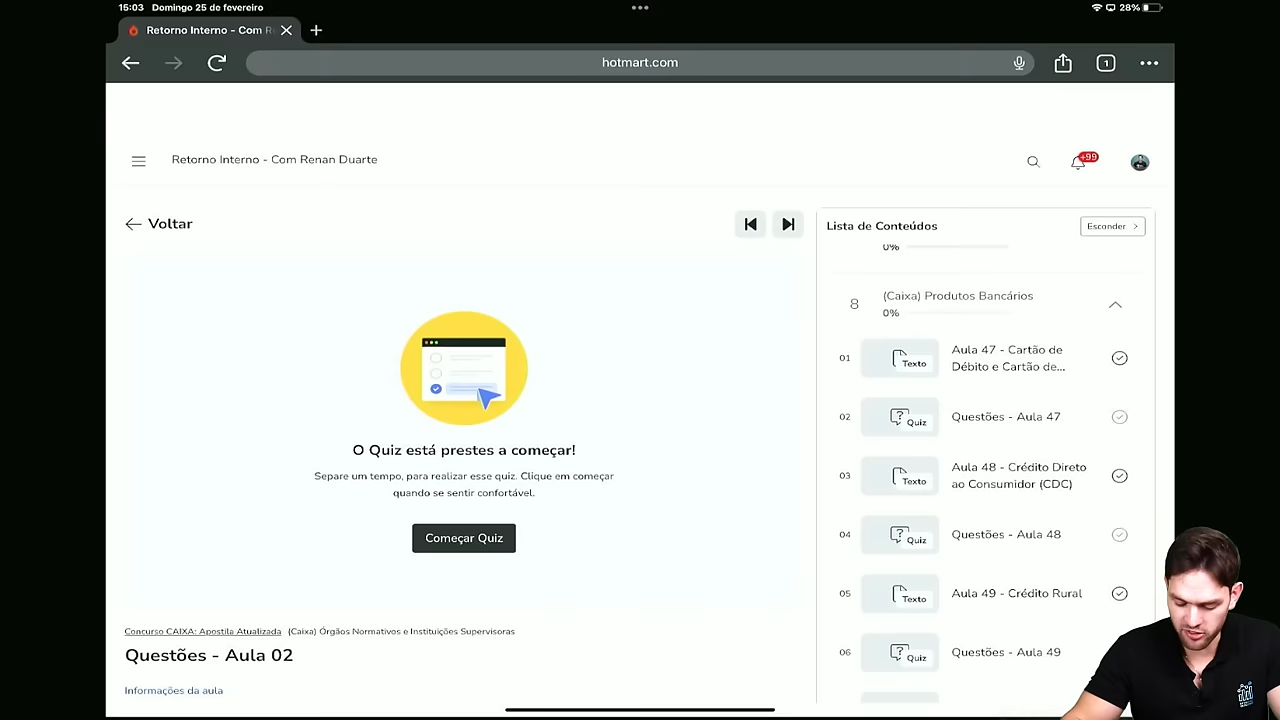 15:03 Domingo 25 de fevereiro
28%
Retorno Interno - Com R
hotmart.com
1
Retorno Interno - Com Renan Duarte
+99
Voltar
Lista de Conteúdos
Esconder
0%
8
(Caixa) Produtos Bancários
0%
01
Texto
Aula 47 - Cartão de
Débito e Cartão de...
02
Quiz
Questões - Aula 47
03
Texto
Aula 48 - Crédito Direto
ao Consumidor (CDC)
04
Quiz
Questões - Aula 48
05
Texto
Aula 49 - Crédito Rural
06
Quiz
Questões - Aula 49
O Quiz está prestes a começar!
Separe um tempo, para realizar esse quiz. Clique em começar
quando se sentir confortável.
Começar Quiz
Concurso CAIXA: Apostila Atualizada (Caixa) Órgãos Normativos e Instituições Supervisoras
Questões - Aula 02
Informações da aula